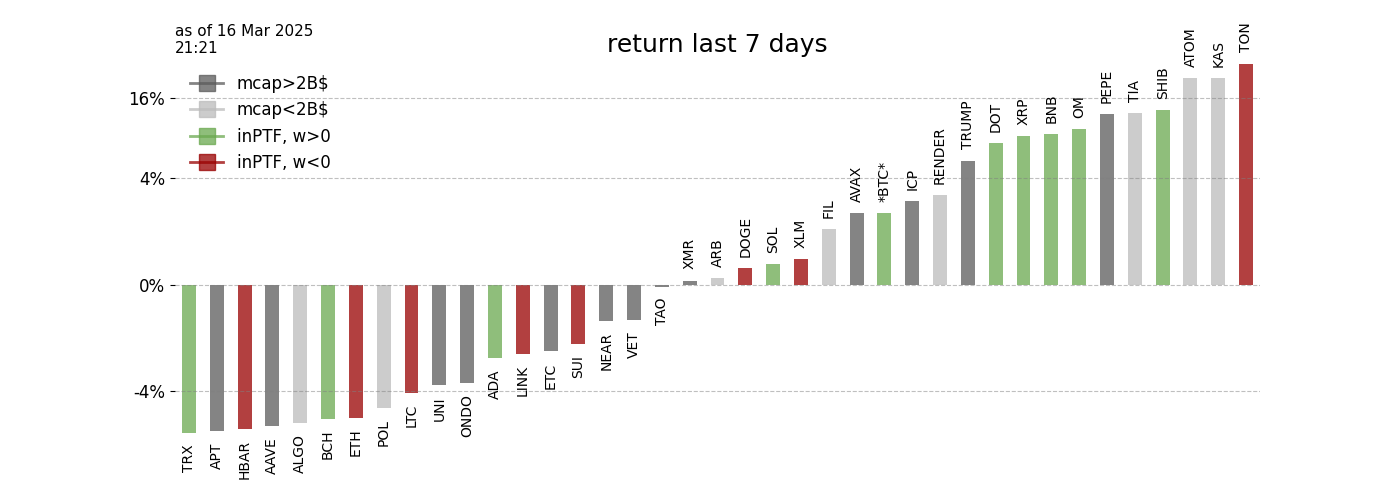 as of 16 Mar 2025
21:21
return last 7 days
mcap>2B$
mcap<2B$
inPTF, w>0
inPTF, w<0
16%
4%
0%
-4%
TRX
APT
HBAR
AAVE
ALGO
BCH
ETH
POL
LTC
UNI
ONDO
ADA
LINK
ETC
SUI
NEAR
VET
TAO
XMR
ARB
DOGE
SOL
XLM
FIL
AVAX
*BTC*
ICP
RENDER
TRUMP
DOT
XRP
BNB
OM
PEPE
TIA
SHIB
ATOM
KAS
TON